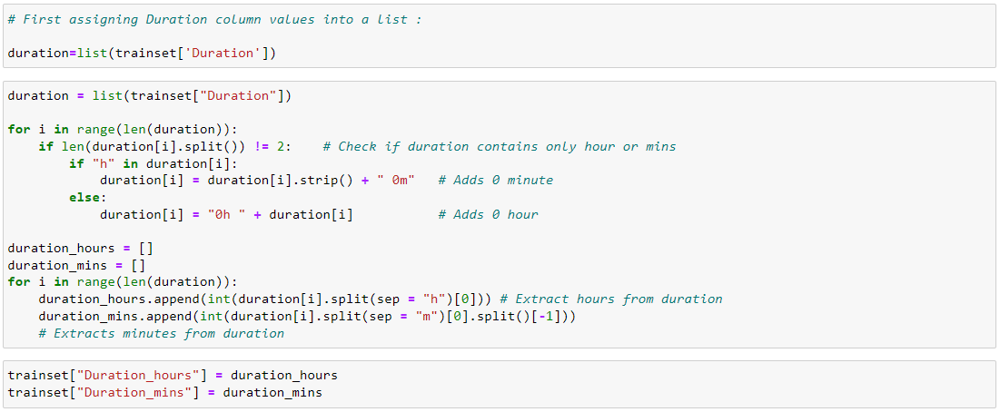 # First assigning Duration column values into a list :
duration=list(trainset['Duration'])
duration = list(trainset["Duration"])
for i in range(len(duration)):
    if len(duration[i].split()) != 2:    # Check if duration contains only hour or mins
        if "h" in duration[i]:
            duration[i] = duration[i].strip() + " 0m"   # Adds 0 minute
        else:
            duration[i] = "0h " + duration[i]           # Adds 0 hour
duration_hours = []
duration_mins = []
for i in range(len(duration)):
    duration_hours.append(int(duration[i].split(sep = "h")[0])) # Extract hours from duration
    duration_mins.append(int(duration[i].split(sep = "m")[0].split()[-1]))
    # Extracts minutes from duration
trainset["Duration_hours"] = duration_hours
trainset["Duration_mins"] = duration_mins